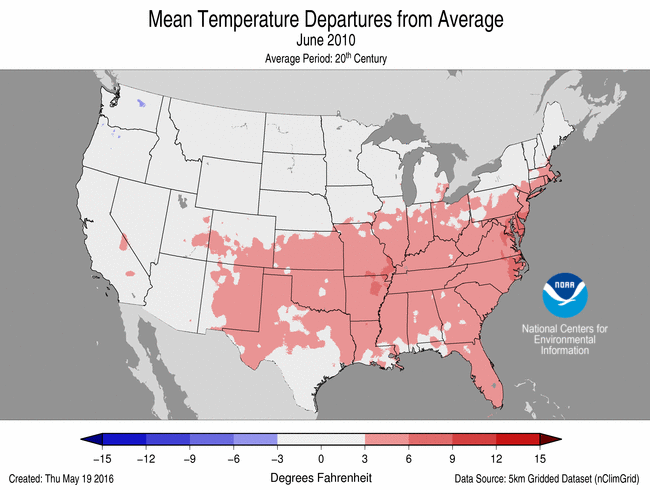 Mean Temperature Departures from Average
June 2010
Average Period: 20th Century
NOAA
National Centers for
Environmental
Information
−15 −12 −9 −6 −3 0 3 6 9 12 15
Created: Thu May 19 2016
Degrees Fahrenheit
Data Source: 5km Gridded Dataset (nClimGrid)